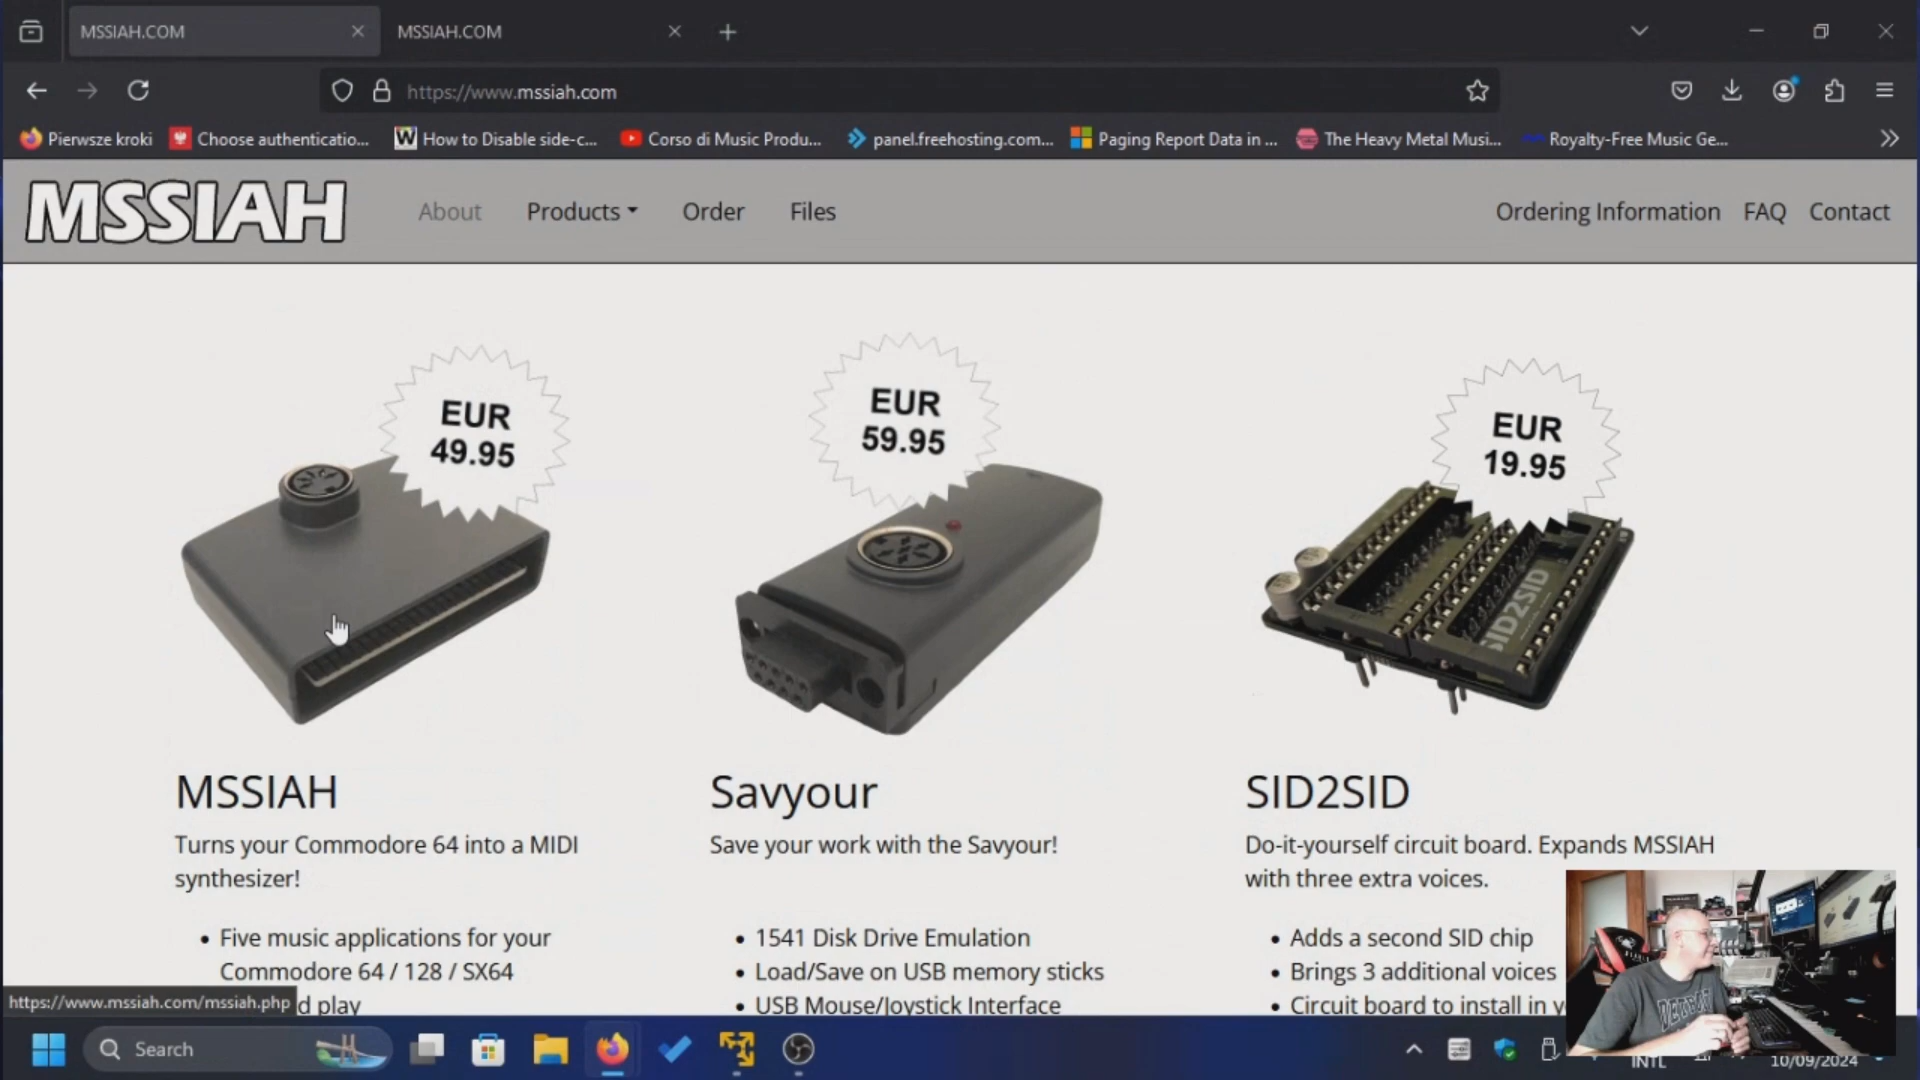 MSSIAH.COM
MSSIAH.COM
https://www.mssiah.com
Pierwsze kroki
Choose authenticatio...
How to Disable side-c...
Corso di Music Produ...
panel.freehosting.com...
Paging Report Data in ...
The Heavy Metal Musi...
Royalty-Free Music Ge...
MSSIAH
About
Products
Order
Files
Ordering Information
FAQ
Contact
EUR
49.95
EUR
59.95
EUR
19.95
SID2SID
MSSIAH
Turns your Commodore 64 into a MIDI
synthesizer!
• Five music applications for your
Commodore 64 / 128 / SX64
d play
Savyour
Save your work with the Savyour!
• 1541 Disk Drive Emulation
• Load/Save on USB memory sticks
• USB Mouse/Joystick Interface
SID2SID
Do-it-yourself circuit board. Expands MSSIAH
with three extra voices.
• Adds a second SID chip
• Brings 3 additional voices
• Circuit board to install in y
https://www.mssiah.com/mssiah.php
DETROIT
Search
INTL
10/09/2024